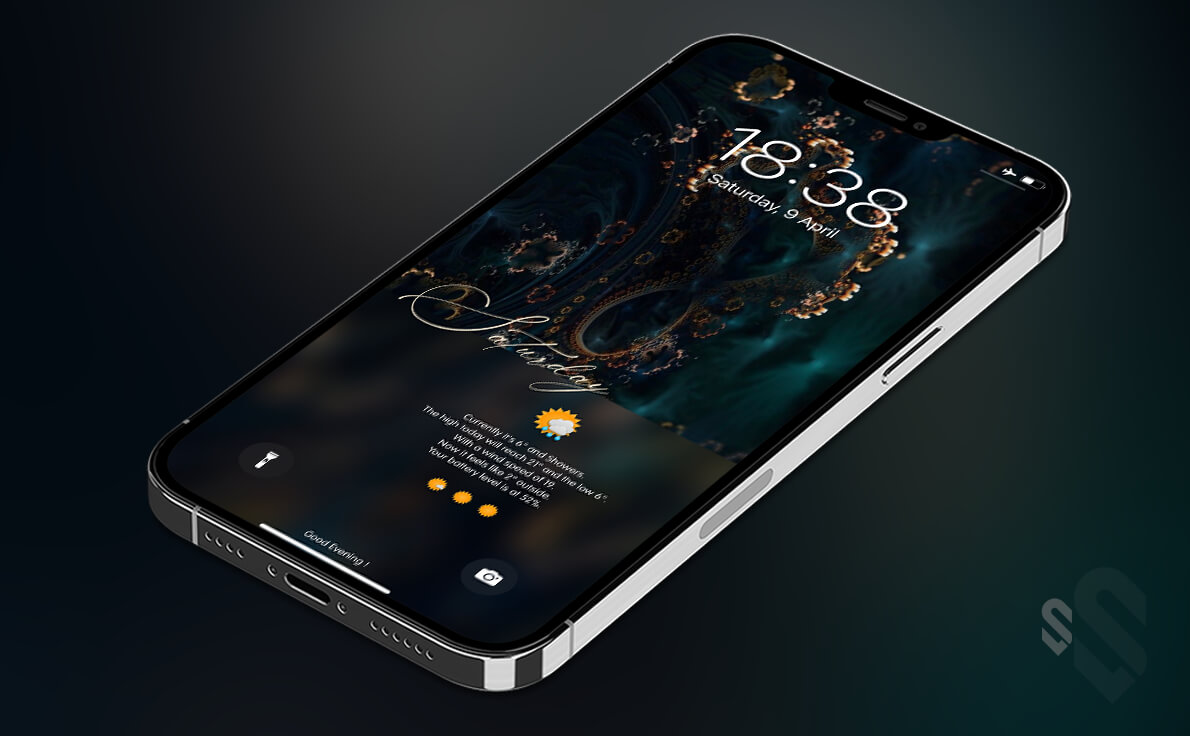 18:38
Saturday, 9 April
Saturday
Currently it's 6° and Showers.
The high today will reach 21° and the low 6°.
With a wind speed of 19.
Now it feels like 2° outside.
Your battery level is at 52%.
Good Evening !